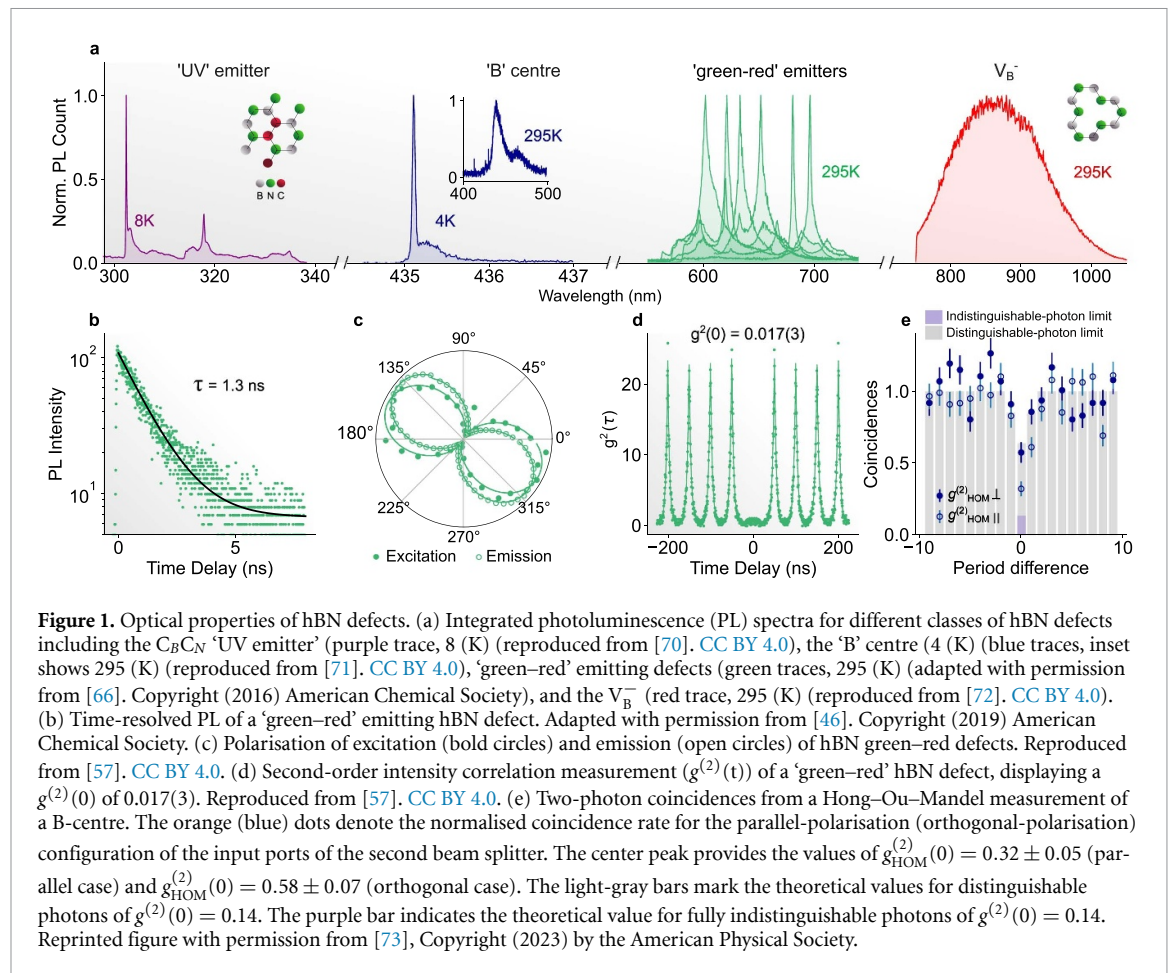 a
'UV' emitter
'B' centre
'green-red' emitters
V_B^-
Norm. PL Count
1.0
0.5
0.0
8K
B N C
1
0
400
500
295K
4K
295K
295K
300
320
340
435
436
437
600
700
800
900
1000
Wavelength (nm)
b
PL Intensity
10^2
10^1
τ = 1.3 ns
0
5
Time Delay (ns)
c
90°
135°
45°
180°
0°
225°
315°
270°
Excitation
Emission
d
g^2(0) = 0.017(3)
g^2 (τ)
20
10
0
−200
0
200
Time Delay (ns)
e
Indistinguishable-photon limit
Distinguishable-photon limit
Coincidences
1.0
0.5
0.0
g^(2)_HOM ⊥
g^(2)_HOM ||
−10
0
10
Period difference
Figure 1. Optical properties of hBN defects. (a) Integrated photoluminescence (PL) spectra for different classes of hBN defects
including the C_BC_N ‘UV emitter’ (purple trace, 8 (K) (reproduced from [70]. CC BY 4.0), the ‘B’ centre (4 (K) (blue traces, inset
shows 295 (K) (reproduced from [71]. CC BY 4.0), ‘green–red’ emitting defects (green traces, 295 (K) (adapted with permission
from [66]. Copyright (2016) American Chemical Society), and the V_B^− (red trace, 295 (K) (reproduced from [72]. CC BY 4.0).
(b) Time-resolved PL of a ‘green–red’ emitting hBN defect. Adapted with permission from [46]. Copyright (2019) American
Chemical Society. (c) Polarisation of excitation (bold circles) and emission (open circles) of hBN green–red defects. Reproduced
from [57]. CC BY 4.0. (d) Second-order intensity correlation measurement (g^(2)(t)) of a ‘green–red’ hBN defect, displaying a
g^(2)(0) of 0.017(3). Reproduced from [57]. CC BY 4.0. (e) Two-photon coincidences from a Hong–Ou–Mandel measurement of
a B-centre. The orange (blue) dots denote the normalised coincidence rate for the parallel-polarisation (orthogonal-polarisation)
configuration of the input ports of the second beam splitter. The center peak provides the values of g_HOM^(2)(0) = 0.32 ± 0.05 (par-
allel case) and g_HOM^(2)(0) = 0.58 ± 0.07 (orthogonal case). The light-gray bars mark the theoretical values for distinguishable
photons of g^(2)(0) = 0.14. The purple bar indicates the theoretical value for fully indistinguishable photons of g^(2)(0) = 0.14.
Reprinted figure with permission from [73], Copyright (2023) by the American Physical Society.